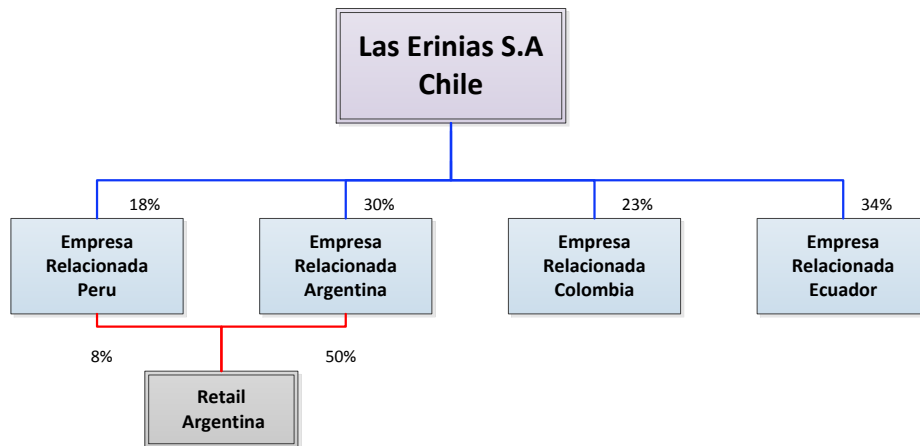 Las Erinias S.A
Chile
18%
30%
23%
34%
Empresa
Relacionada
Peru
Empresa
Relacionada
Argentina
Empresa
Relacionada
Colombia
Empresa
Relacionada
Ecuador
8%
50%
Retail
Argentina